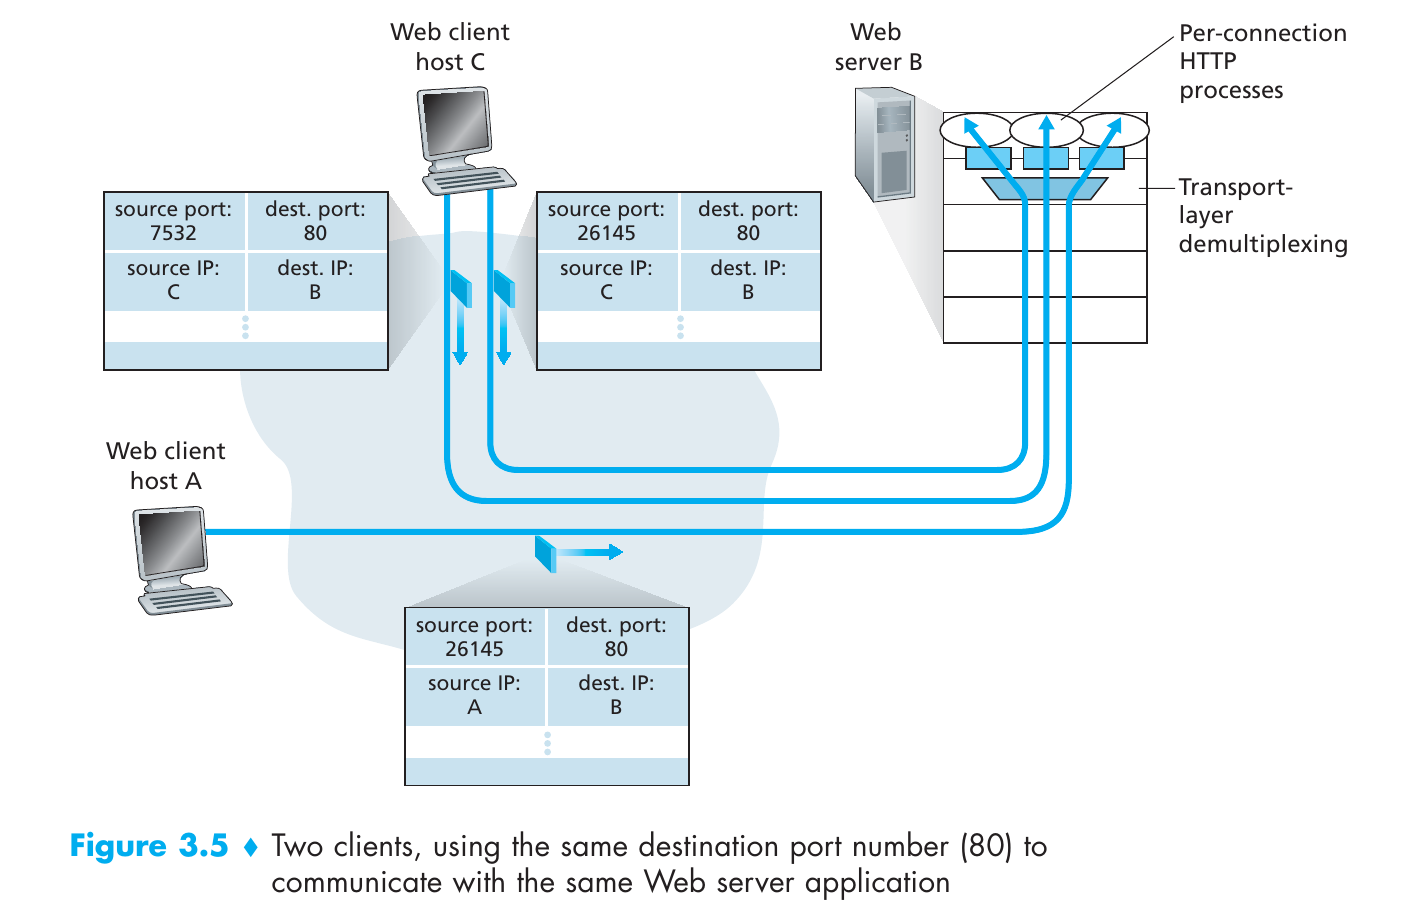 Web client
host C
Web
server B
Per-connection
HTTP
processes
Transport-
layer
demultiplexing
source port:
7532
dest. port:
80
source IP:
C
dest. IP:
B
source port:
26145
dest. port:
80
source IP:
C
dest. IP:
B
Web client
host A
source port:
26145
dest. port:
80
source IP:
A
dest. IP:
B
Figure 3.5 ♦ Two clients, using the same destination port number (80) to
communicate with the same Web server application